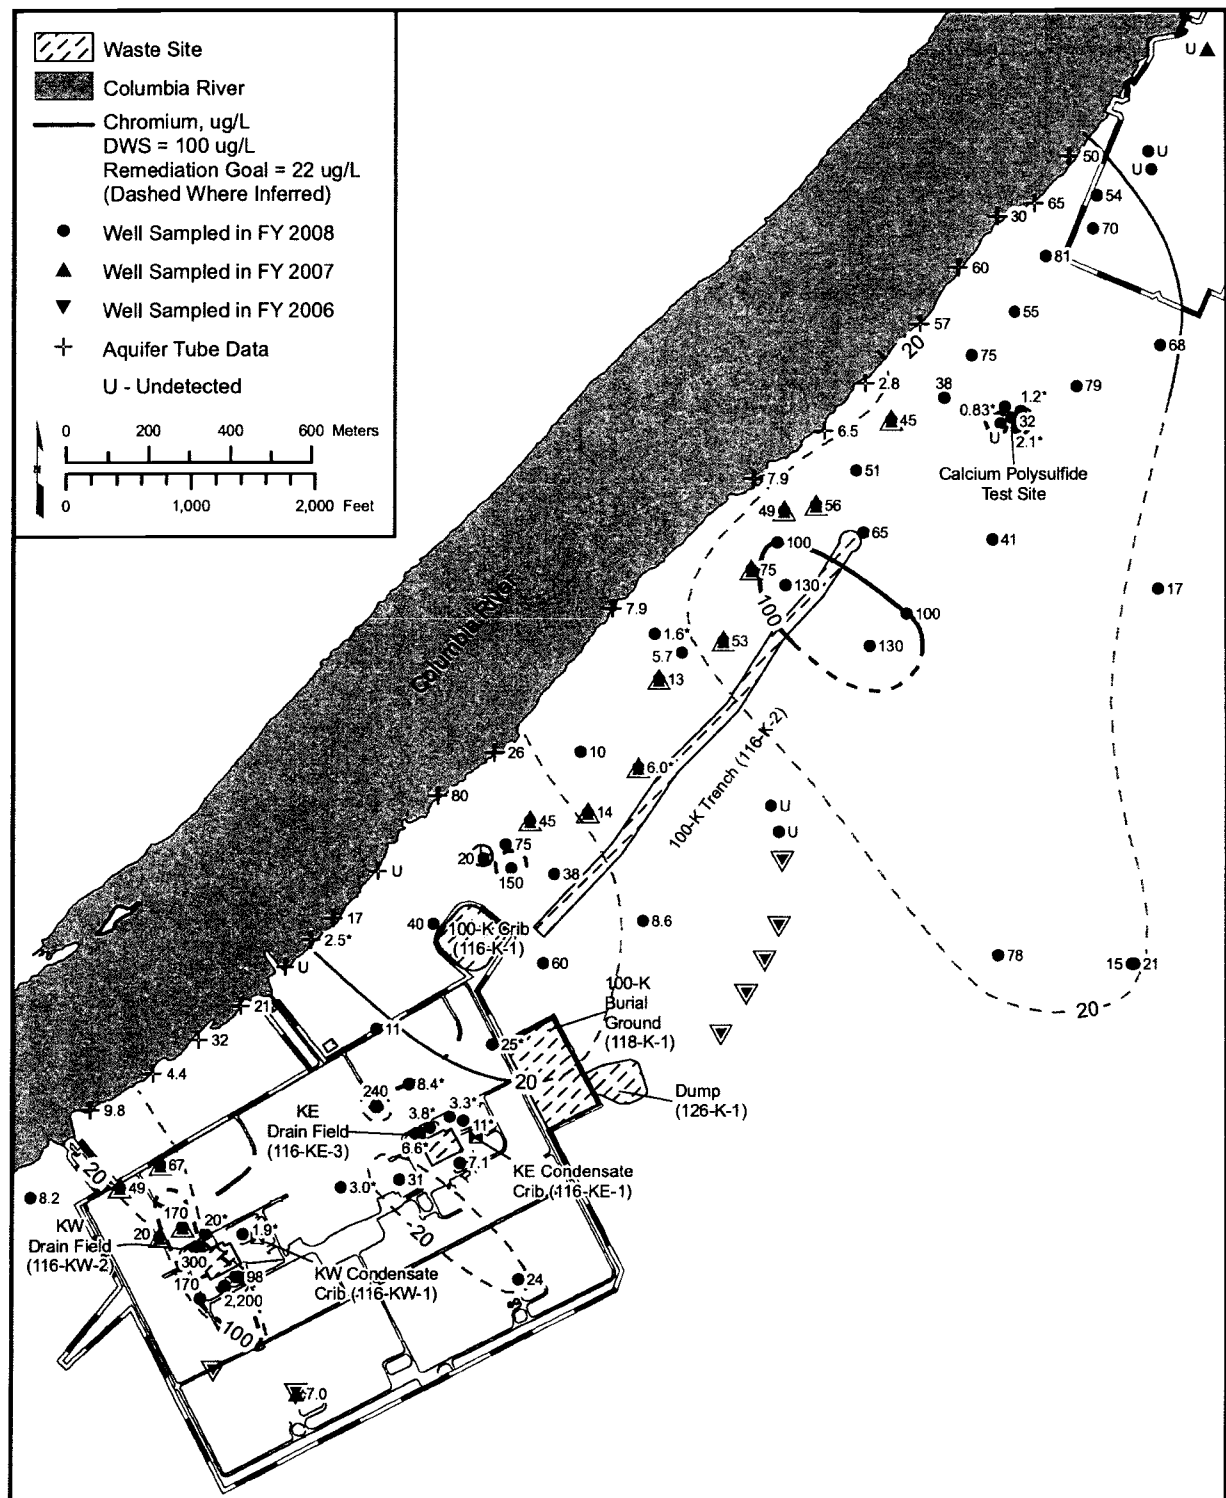 Waste Site
Columbia River
Chromium, ug/L
DWS = 100 ug/L
Remediation Goal = 22 ug/L
(Dashed Where Inferred)
Well Sampled in FY 2008
Well Sampled in FY 2007
Well Sampled in FY 2006
Aquifer Tube Data
U - Undetected
0 200 400 600 Meters
0 1,000 2,000 Feet
U
50
U
U
65
54
30
70
81
60
55
57
20
75
68
2.8
38
79
0.83*
1.2*
45
32
6.5
U
2.1*
51
Calcium Polysulfide
Test Site
7.9
56
49
65
41
100
75
130
17
100
7.9
100
1.6*
53
130
5.7
13
Columbia River
26
10
6.0*
100-K Trench (116-K-2)
80
14
U
45
U
75
20
150
38
U
17
40
100-K Crib
(116-K-1)
8.6
2.5*
60
78
15
21
U
100-K
Burial
Ground
(118-K-1)
20
21
11
32
25*
4.4
8.4*
20
Dump
(126-K-1)
240
9.8
KE
Drain Field
(116-KE-3)
3.8*
3.3*
11*
6.6*
67
20
7.1
KE Condensate
Crib (116-KE-1)
31
3.0*
49
8.2
170
20*
KW
Drain Field
(116-KW-2)
20
1.9*
20
300
KW Condensate
Crib (116-KW-1)
98
24
170
2,200
100
7.0